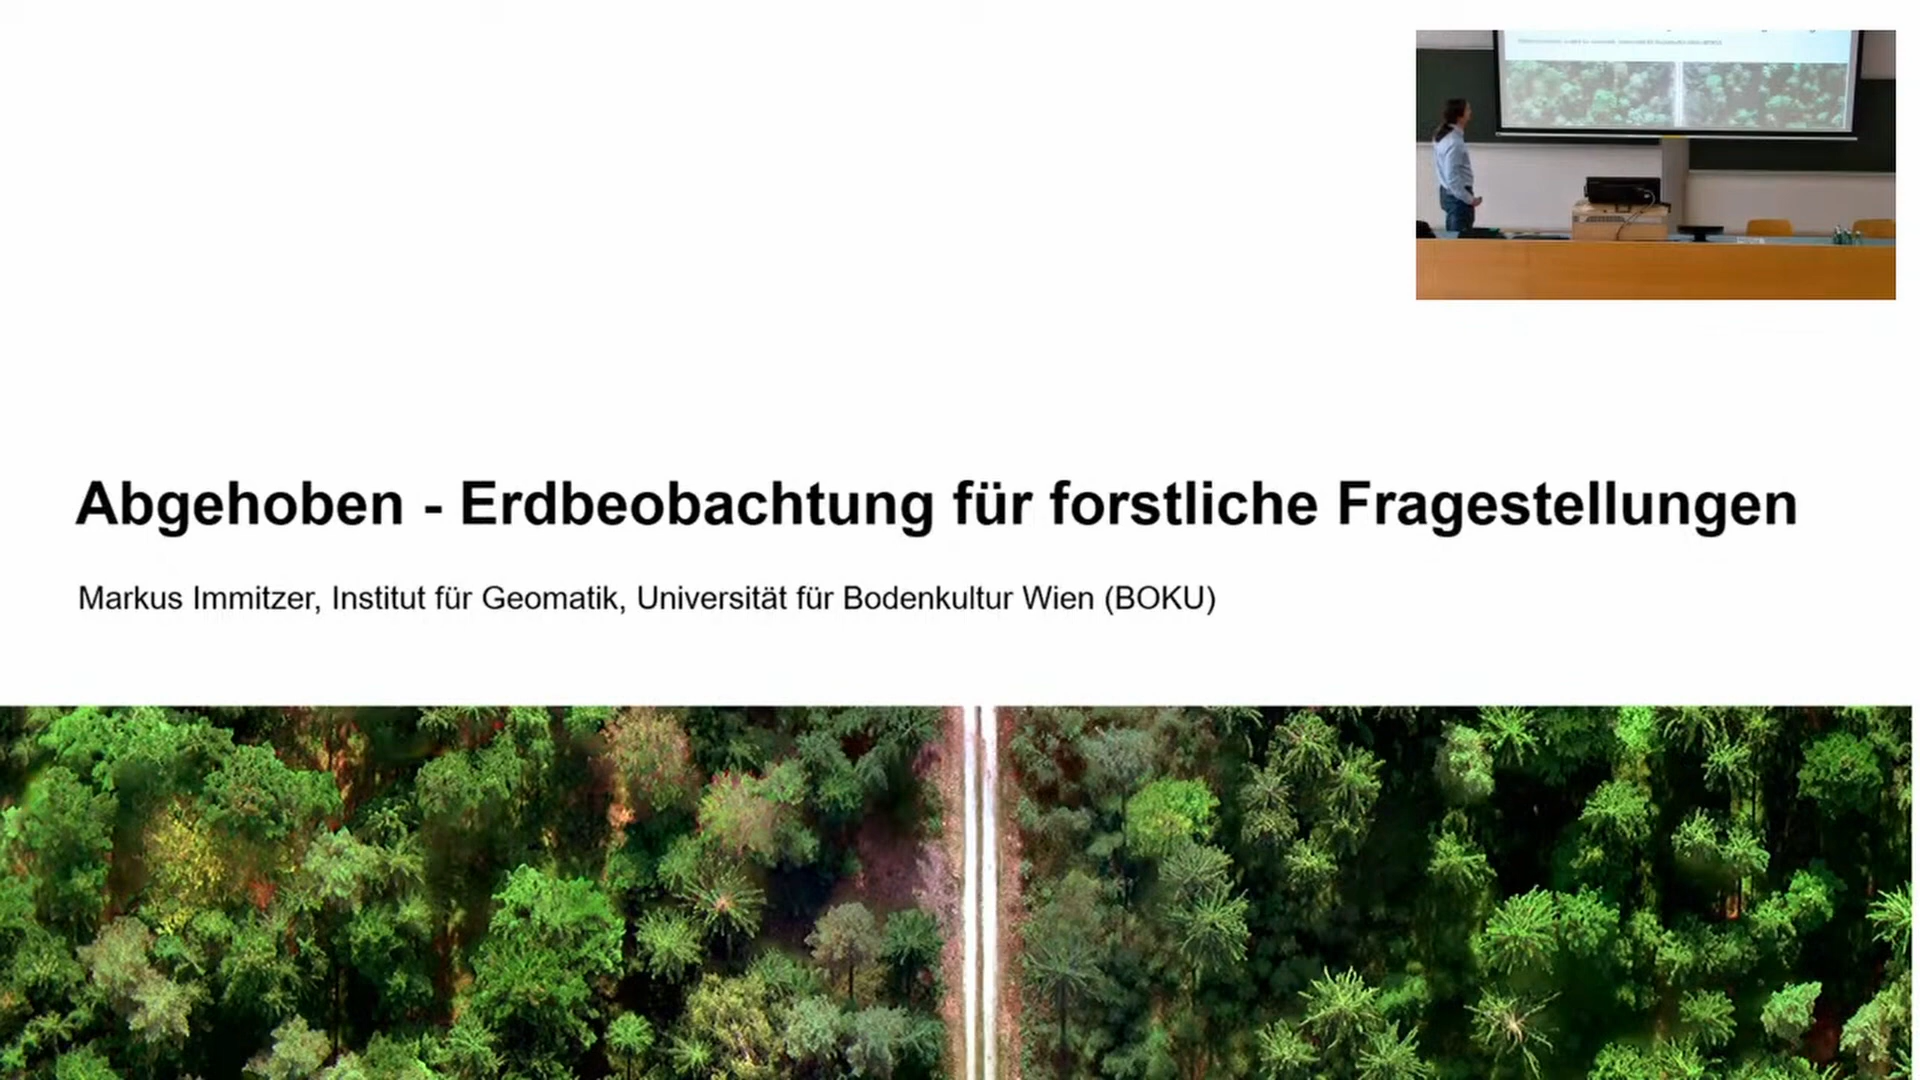 Abgehoben - Erdbeobachtung für forstliche Fragestellungen
Markus Immitzer, Institut für Geomatik, Universität für Bodenkultur Wien (BOKU)